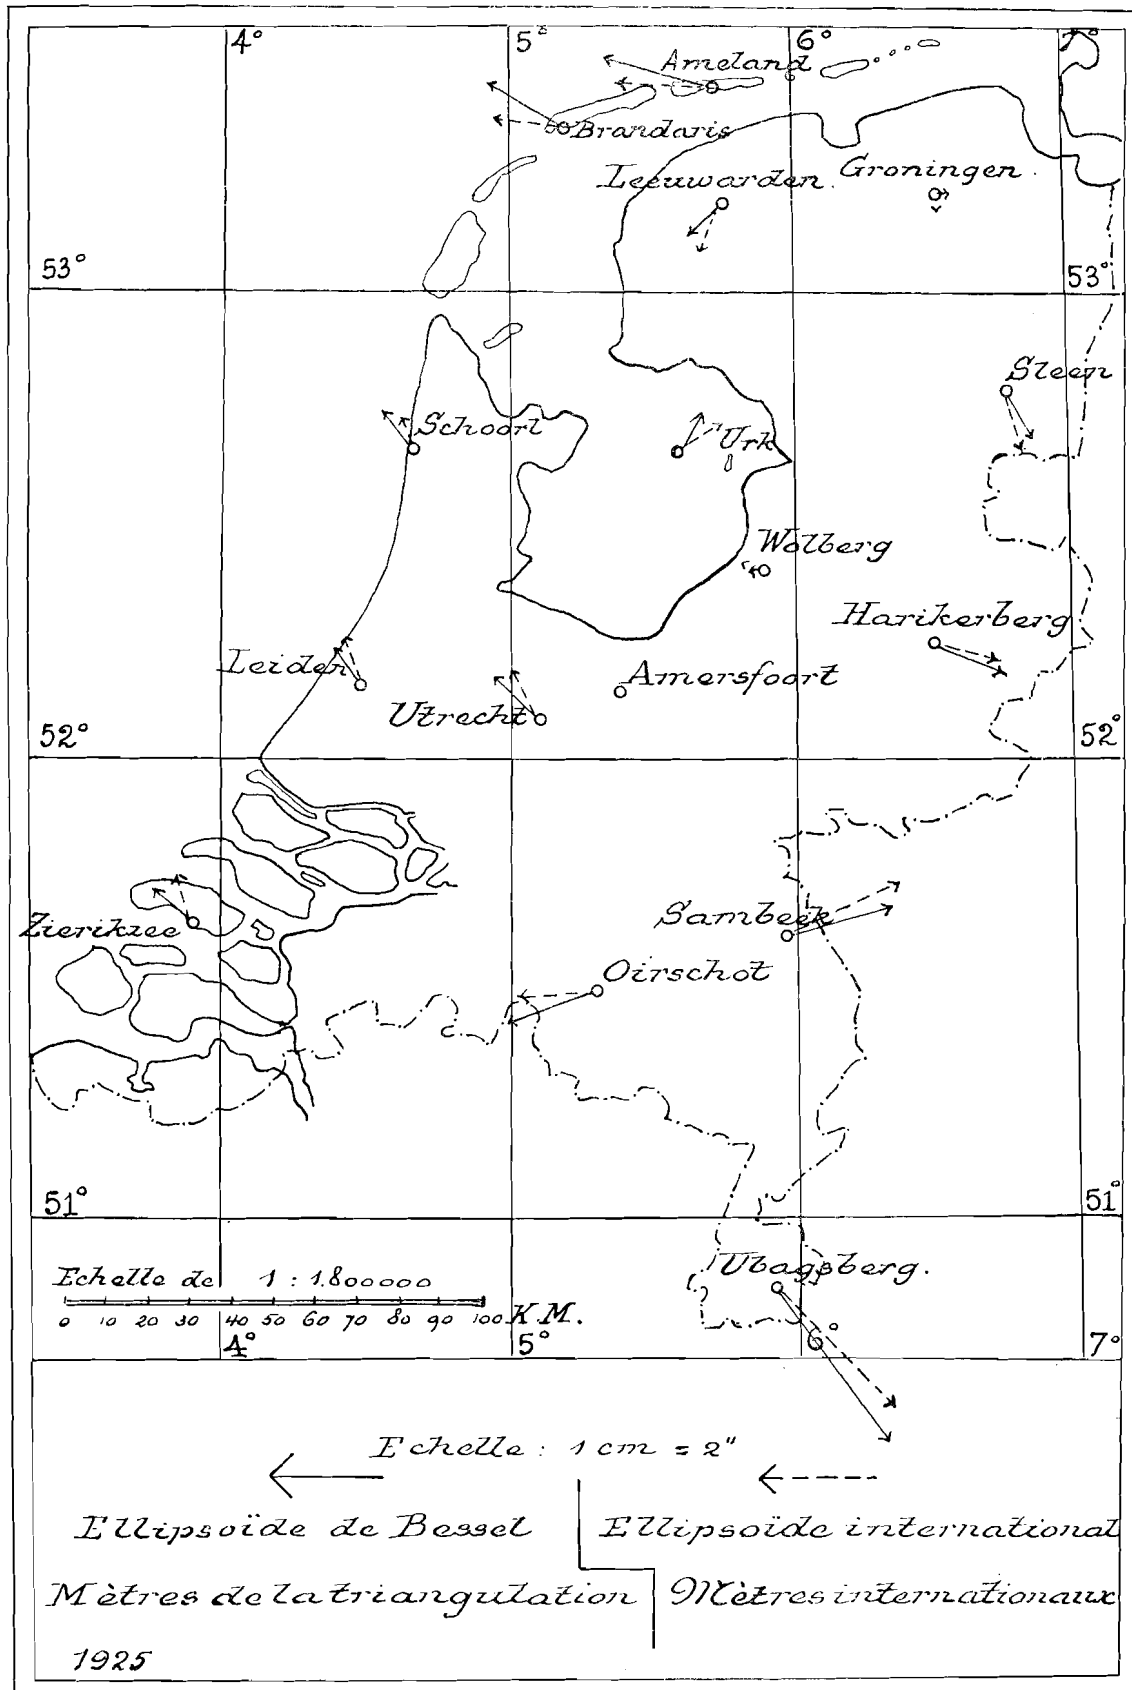 4° 5° 6° 7°
Ameland
Brandaris
Leeuwarden.
Groningen.
53° 53°
Sleen
Schoorl
Urk
Wolberg
Harikerberg
Leiden
Amersfoort
Utrecht
52° 52°
Zierikzee
Sambeek
Oirschot
51° 51°
Ubagsberg.
Echelle de 1 : 1.800000
0 10 20 30 40 50 60 70 80 90 100 K.M.
4° 5° 6° 7°
Echelle : 1 cm = 2"
Ellipsoïde de Bessel
Mètres de la triangulation
Ellipsoïde international
Mètres internationaux
1925